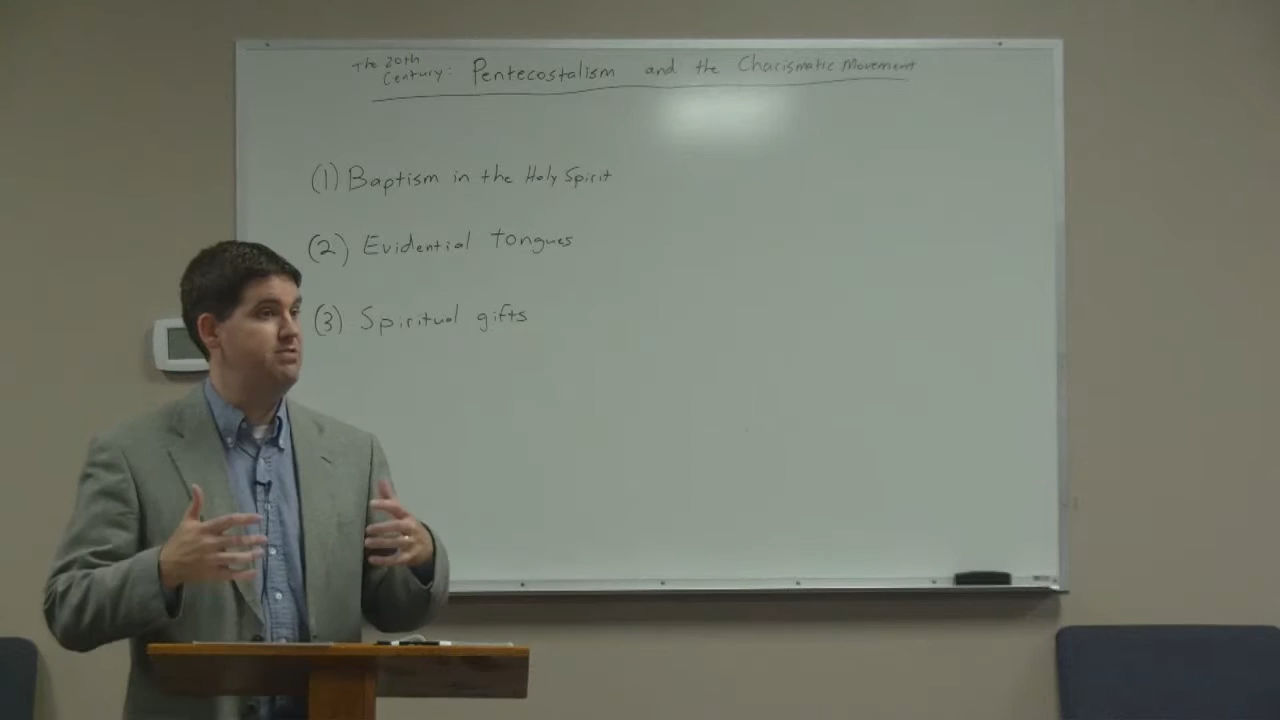 The 20th
Century: Pentecostalism and the Charismatic Movement
(1) Baptism in the Holy Spirit
(2) Evidential tongues
(3) Spiritual gifts